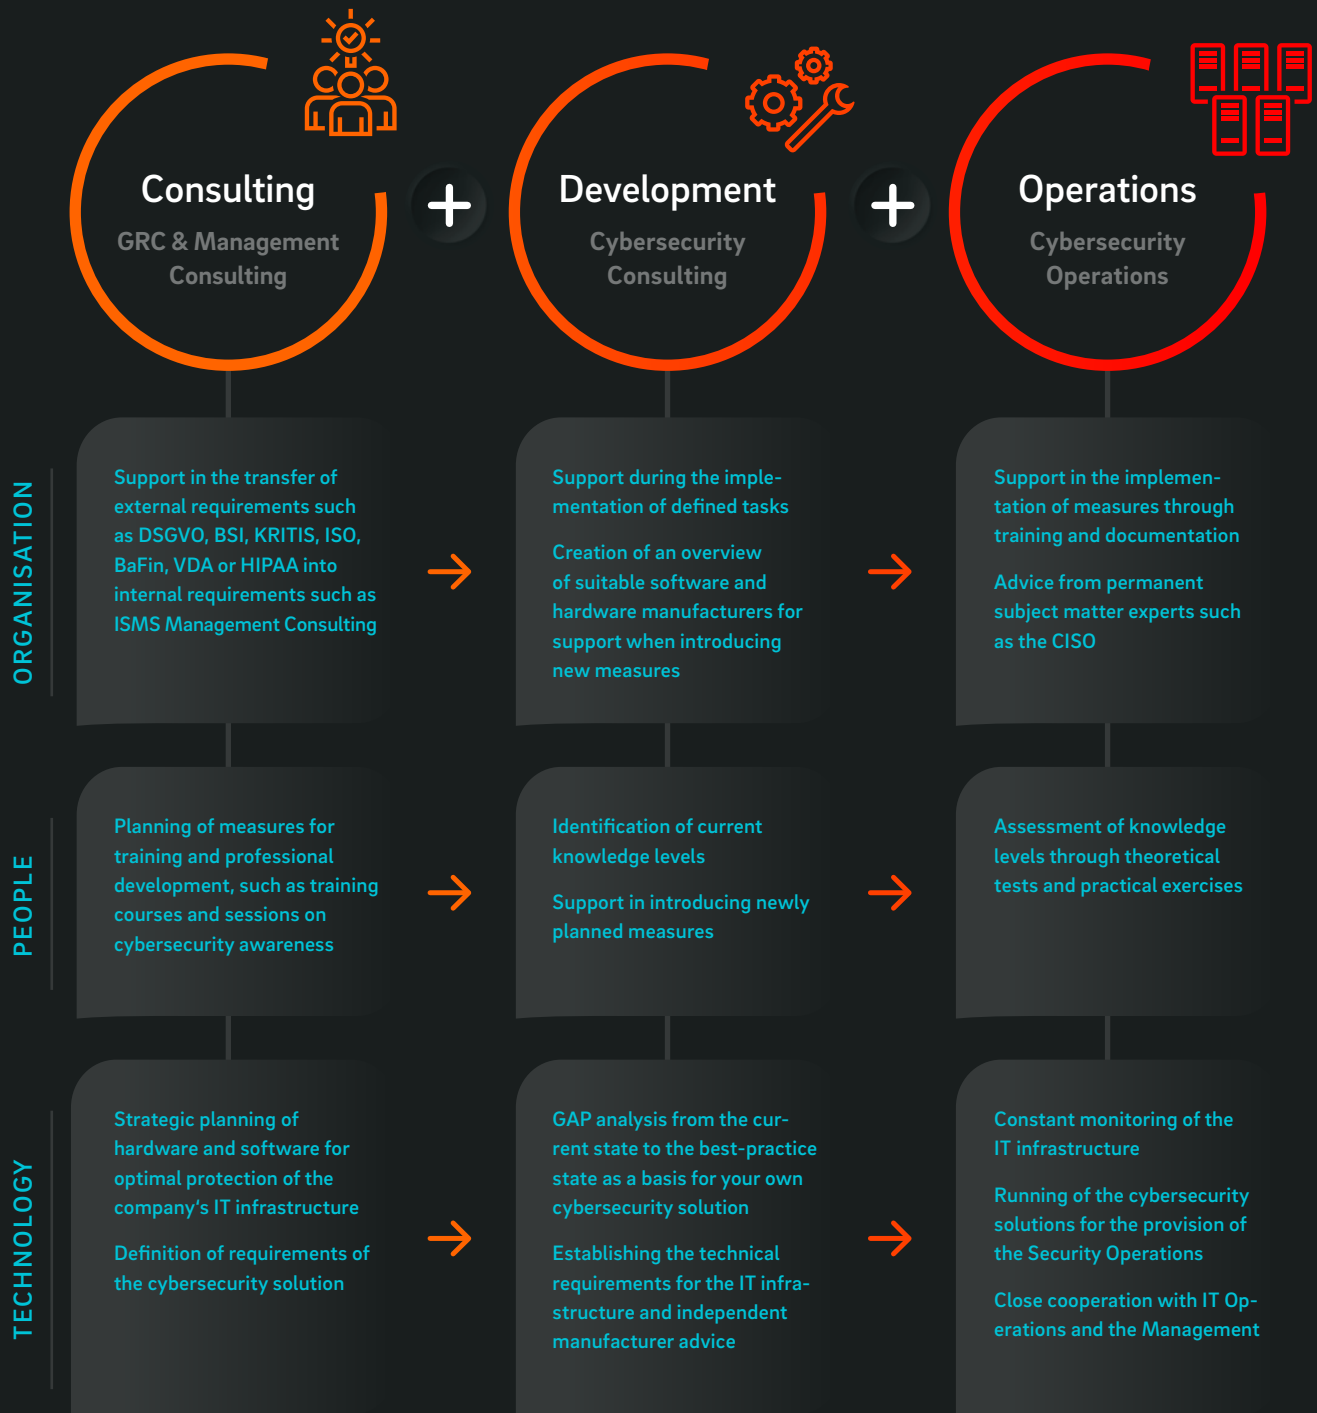 Consulting
GRC & Management
Consulting
Development
Cybersecurity
Consulting
Operations
Cybersecurity
Operations
ORGANISATION
Support in the transfer of
external requirements such
as DSGVO, BSI, KRITIS, ISO,
BaFin, VDA or HIPAA into
internal requirements such as
ISMS Management Consulting
Support during the imple-
mentation of defined tasks
Creation of an overview
of suitable software and
hardware manufacturers for
support when introducing
new measures
Support in the implemen-
tation of measures through
training and documentation
Advice from permanent
subject matter experts such
as the CISO
PEOPLE
Planning of measures for
training and professional
development, such as training
courses and sessions on
cybersecurity awareness
Identification of current
knowledge levels
Support in introducing newly
planned measures
Assessment of knowledge
levels through theoretical
tests and practical exercises
TECHNOLOGY
Strategic planning of
hardware and software for
optimal protection of the
company‘s IT infrastructure
Definition of requirements of
the cybersecurity solution
GAP analysis from the cur-
rent state to the best-practice
state as a basis for your own
cybersecurity solution
Establishing the technical
requirements for the IT infra-
structure and independent
manufacturer advice
Constant monitoring of the
IT infrastructure
Running of the cybersecurity
solutions for the provision of
the Security Operations
Close cooperation with IT Op-
erations and the Management